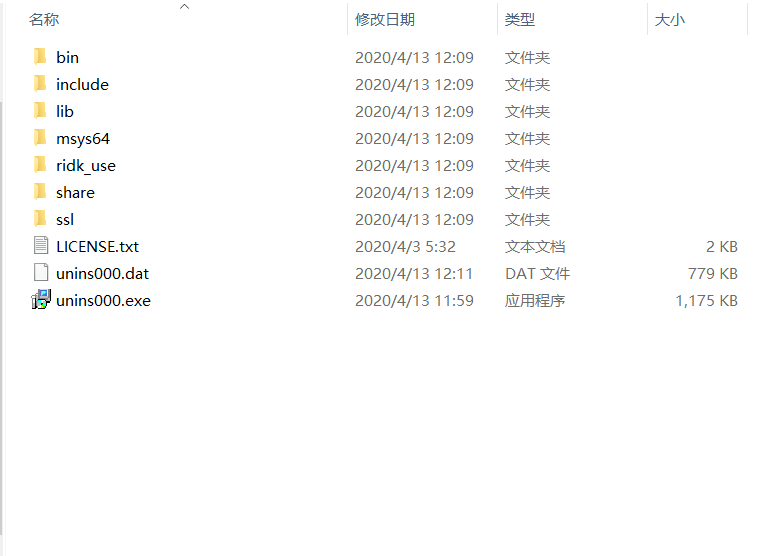 名称 修改日期 类型 大小
bin 2020/4/13 12:09 文件夹
include 2020/4/13 12:09 文件夹
lib 2020/4/13 12:09 文件夹
msys64 2020/4/13 12:09 文件夹
ridk_use 2020/4/13 12:09 文件夹
share 2020/4/13 12:09 文件夹
ssl 2020/4/13 12:09 文件夹
LICENSE.txt 2020/4/3 5:32 文本文档 2 KB
unins000.dat 2020/4/13 12:11 DAT 文件 779 KB
unins000.exe 2020/4/13 11:59 应用程序 1,175 KB